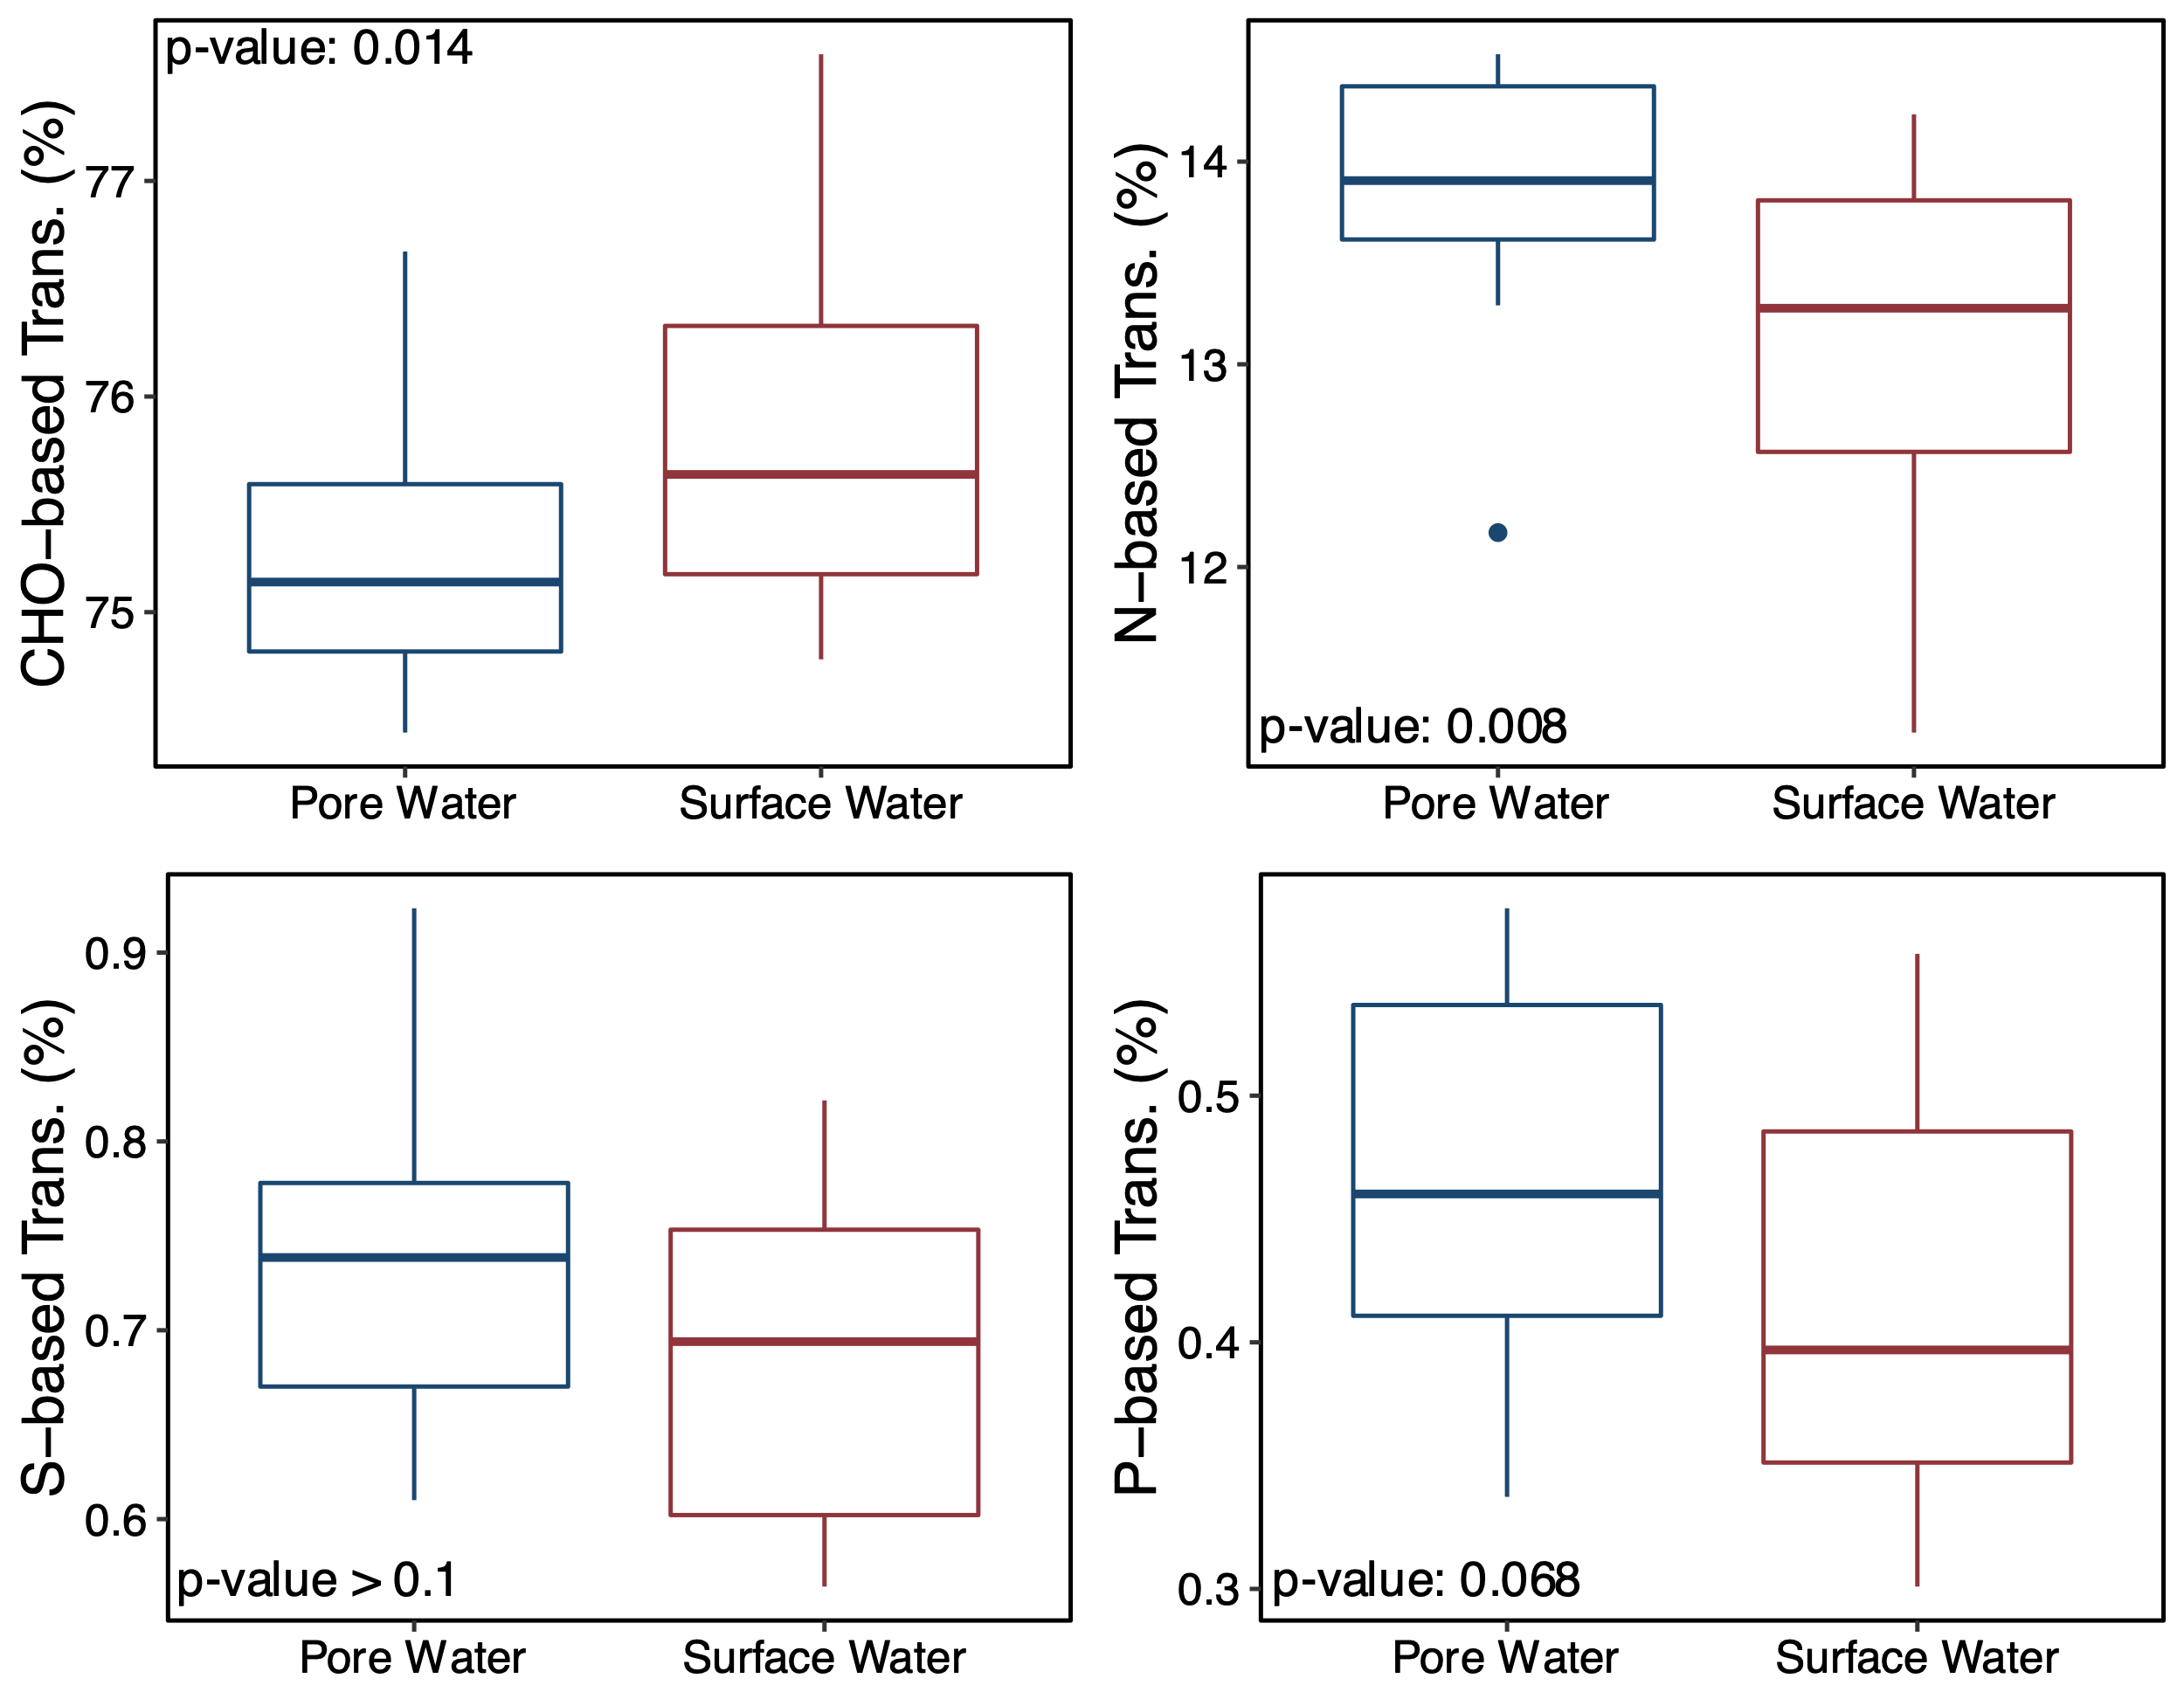 p-value: 0.014
CHO-based Trans. (%)
77
76
75
Pore Water
Surface Water
N-based Trans. (%)
14
13
12
p-value: 0.008
Pore Water
Surface Water
S-based Trans. (%)
0.9
0.8
0.7
0.6
p-value > 0.1
Pore Water
Surface Water
P-based Trans. (%)
0.5
0.4
0.3
p-value: 0.068
Pore Water
Surface Water